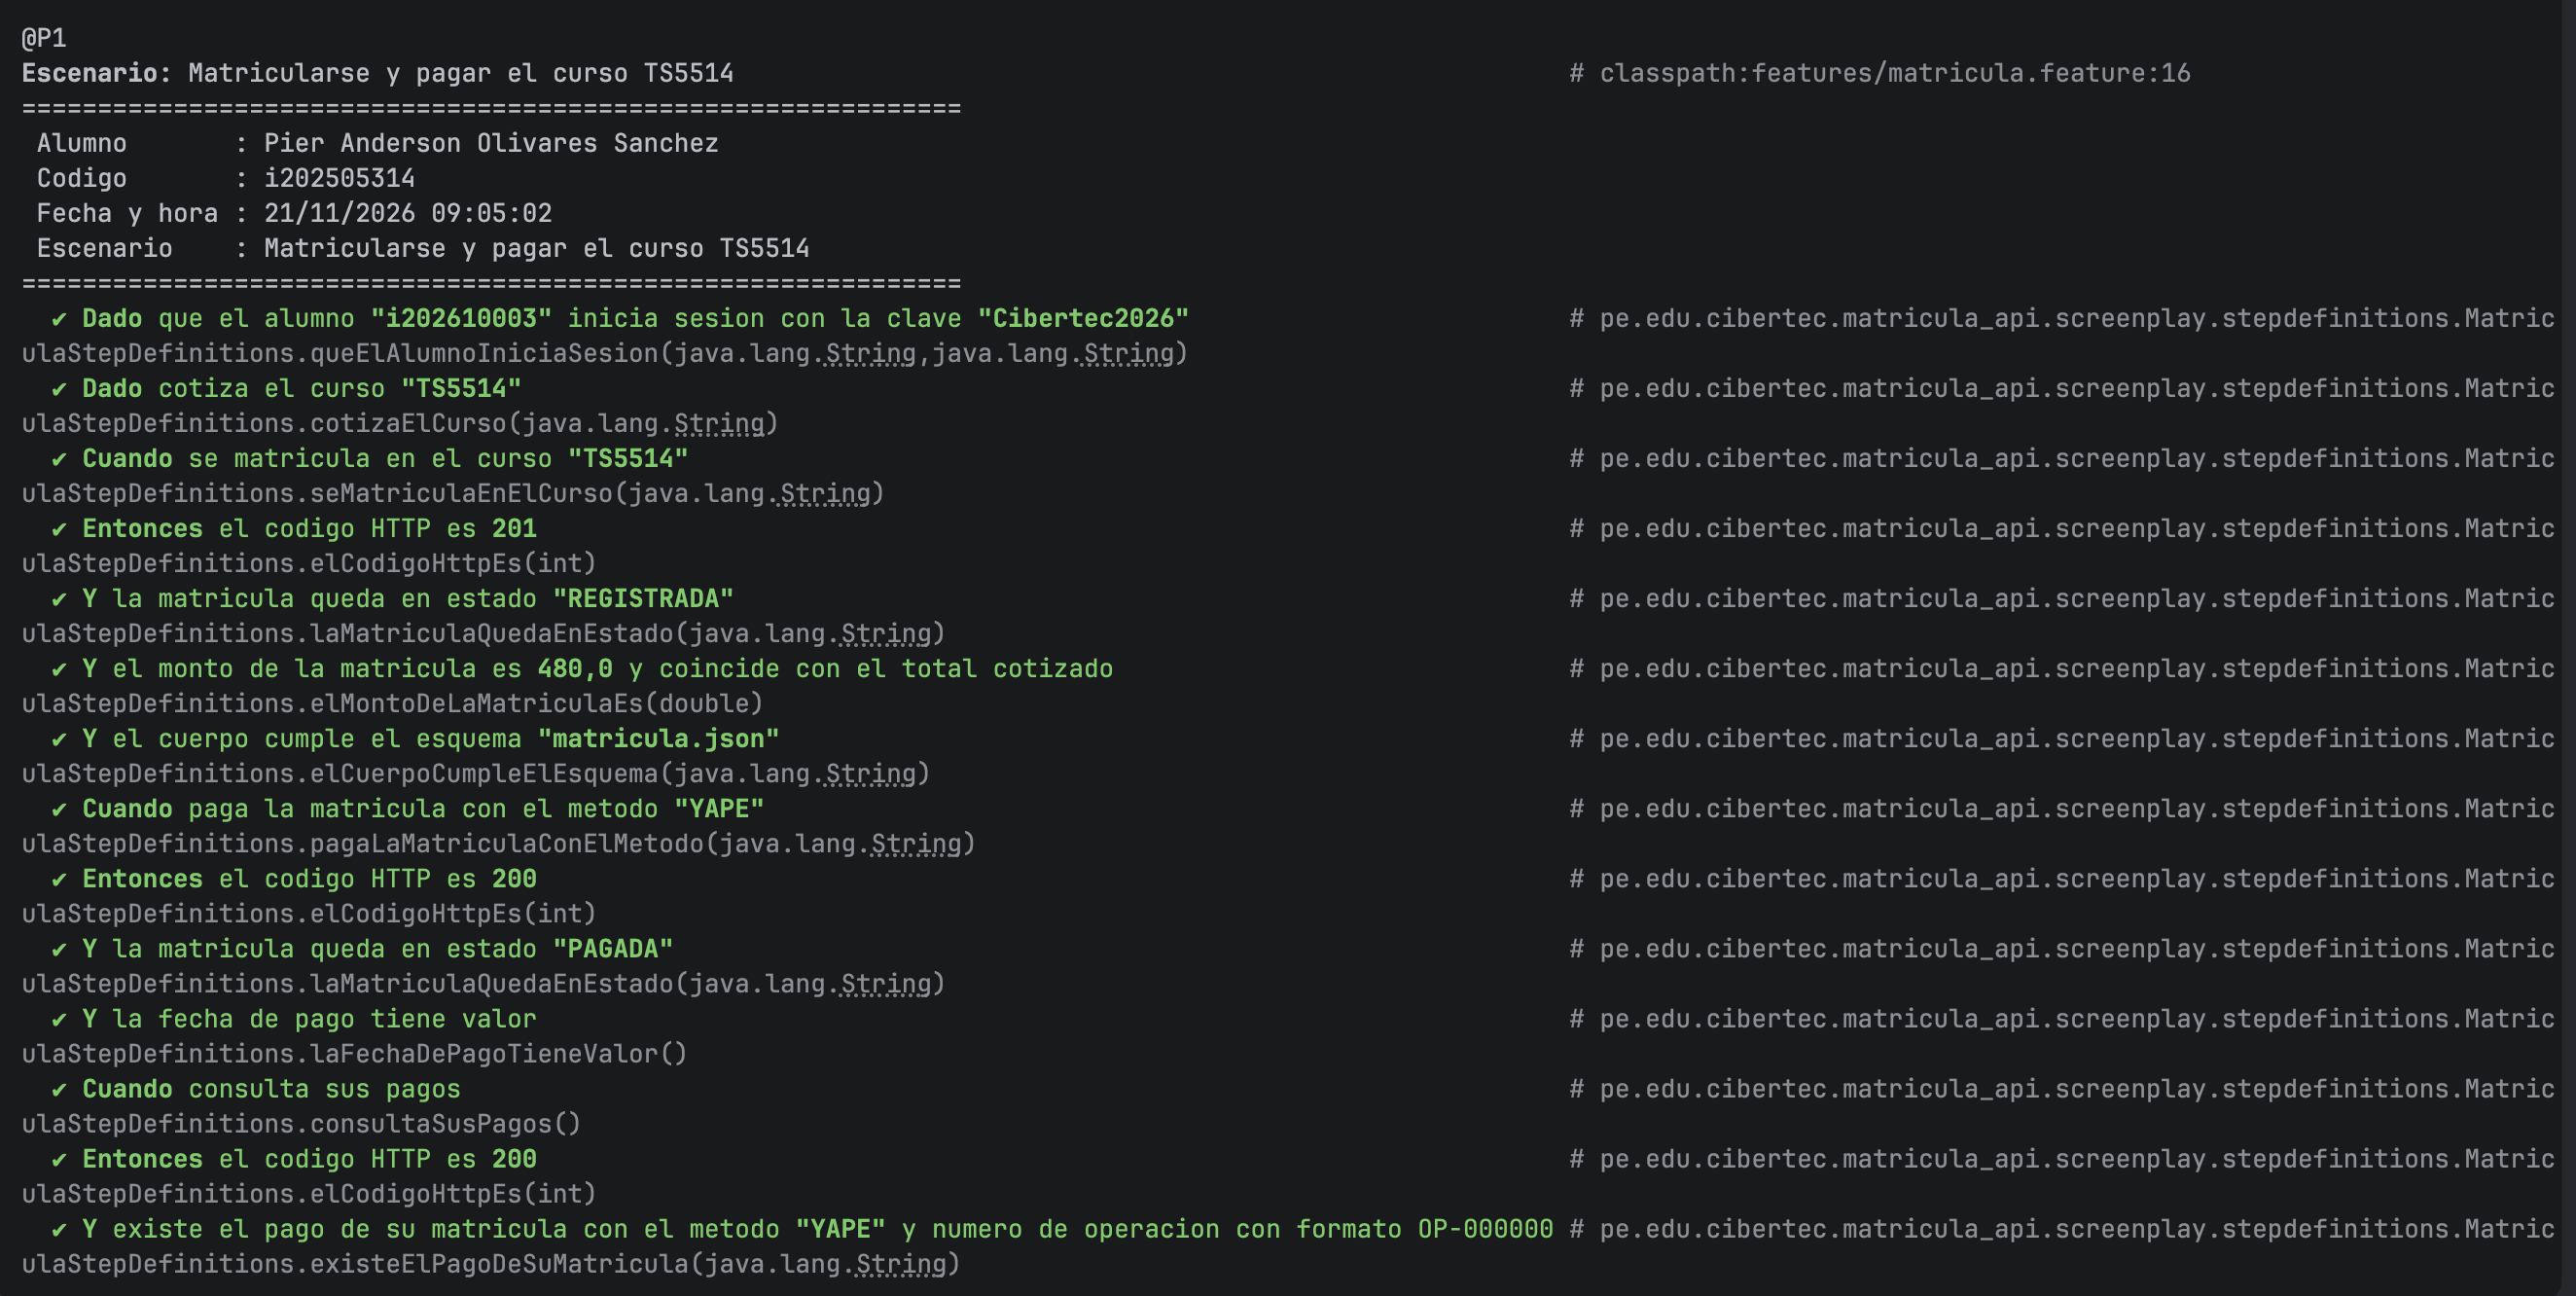 @P1
Escenario: Matricularse y pagar el curso TS5514 # classpath:features/matricula.feature:16
==============================================================
Alumno : Pier Anderson Olivares Sanchez
Codigo : i202505314
Fecha y hora : 21/11/2026 09:05:02
Escenario : Matricularse y pagar el curso TS5514
==============================================================
✔ Dado que el alumno "i202610003" inicia sesion con la clave "Cibertec2026" # pe.edu.cibertec.matricula_api.screenplay.stepdefinitions.Matric
ulaStepDefinitions.queElAlumnoIniciaSesion(java.lang.String,java.lang.String)
✔ Dado cotiza el curso "TS5514" # pe.edu.cibertec.matricula_api.screenplay.stepdefinitions.Matric
ulaStepDefinitions.cotizaElCurso(java.lang.String)
✔ Cuando se matricula en el curso "TS5514" # pe.edu.cibertec.matricula_api.screenplay.stepdefinitions.Matric
ulaStepDefinitions.seMatriculaEnElCurso(java.lang.String)
✔ Entonces el codigo HTTP es 201 # pe.edu.cibertec.matricula_api.screenplay.stepdefinitions.Matric
ulaStepDefinitions.elCodigoHttpEs(int)
✔ Y la matricula queda en estado "REGISTRADA" # pe.edu.cibertec.matricula_api.screenplay.stepdefinitions.Matric
ulaStepDefinitions.laMatriculaQuedaEnEstado(java.lang.String)
✔ Y el monto de la matricula es 480,0 y coincide con el total cotizado # pe.edu.cibertec.matricula_api.screenplay.stepdefinitions.Matric
ulaStepDefinitions.elMontoDeLaMatriculaEs(double)
✔ Y el cuerpo cumple el esquema "matricula.json" # pe.edu.cibertec.matricula_api.screenplay.stepdefinitions.Matric
ulaStepDefinitions.elCuerpoCumpleElEsquema(java.lang.String)
✔ Cuando paga la matricula con el metodo "YAPE" # pe.edu.cibertec.matricula_api.screenplay.stepdefinitions.Matric
ulaStepDefinitions.pagaLaMatriculaConElMetodo(java.lang.String)
✔ Entonces el codigo HTTP es 200 # pe.edu.cibertec.matricula_api.screenplay.stepdefinitions.Matric
ulaStepDefinitions.elCodigoHttpEs(int)
✔ Y la matricula queda en estado "PAGADA" # pe.edu.cibertec.matricula_api.screenplay.stepdefinitions.Matric
ulaStepDefinitions.laMatriculaQuedaEnEstado(java.lang.String)
✔ Y la fecha de pago tiene valor # pe.edu.cibertec.matricula_api.screenplay.stepdefinitions.Matric
ulaStepDefinitions.laFechaDePagoTieneValor()
✔ Cuando consulta sus pagos # pe.edu.cibertec.matricula_api.screenplay.stepdefinitions.Matric
ulaStepDefinitions.consultaSusPagos()
✔ Entonces el codigo HTTP es 200 # pe.edu.cibertec.matricula_api.screenplay.stepdefinitions.Matric
ulaStepDefinitions.elCodigoHttpEs(int)
✔ Y existe el pago de su matricula con el metodo "YAPE" y numero de operacion con formato OP-000000 # pe.edu.cibertec.matricula_api.screenplay.stepdefinitions.Matric
ulaStepDefinitions.existeElPagoDeSuMatricula(java.lang.String)